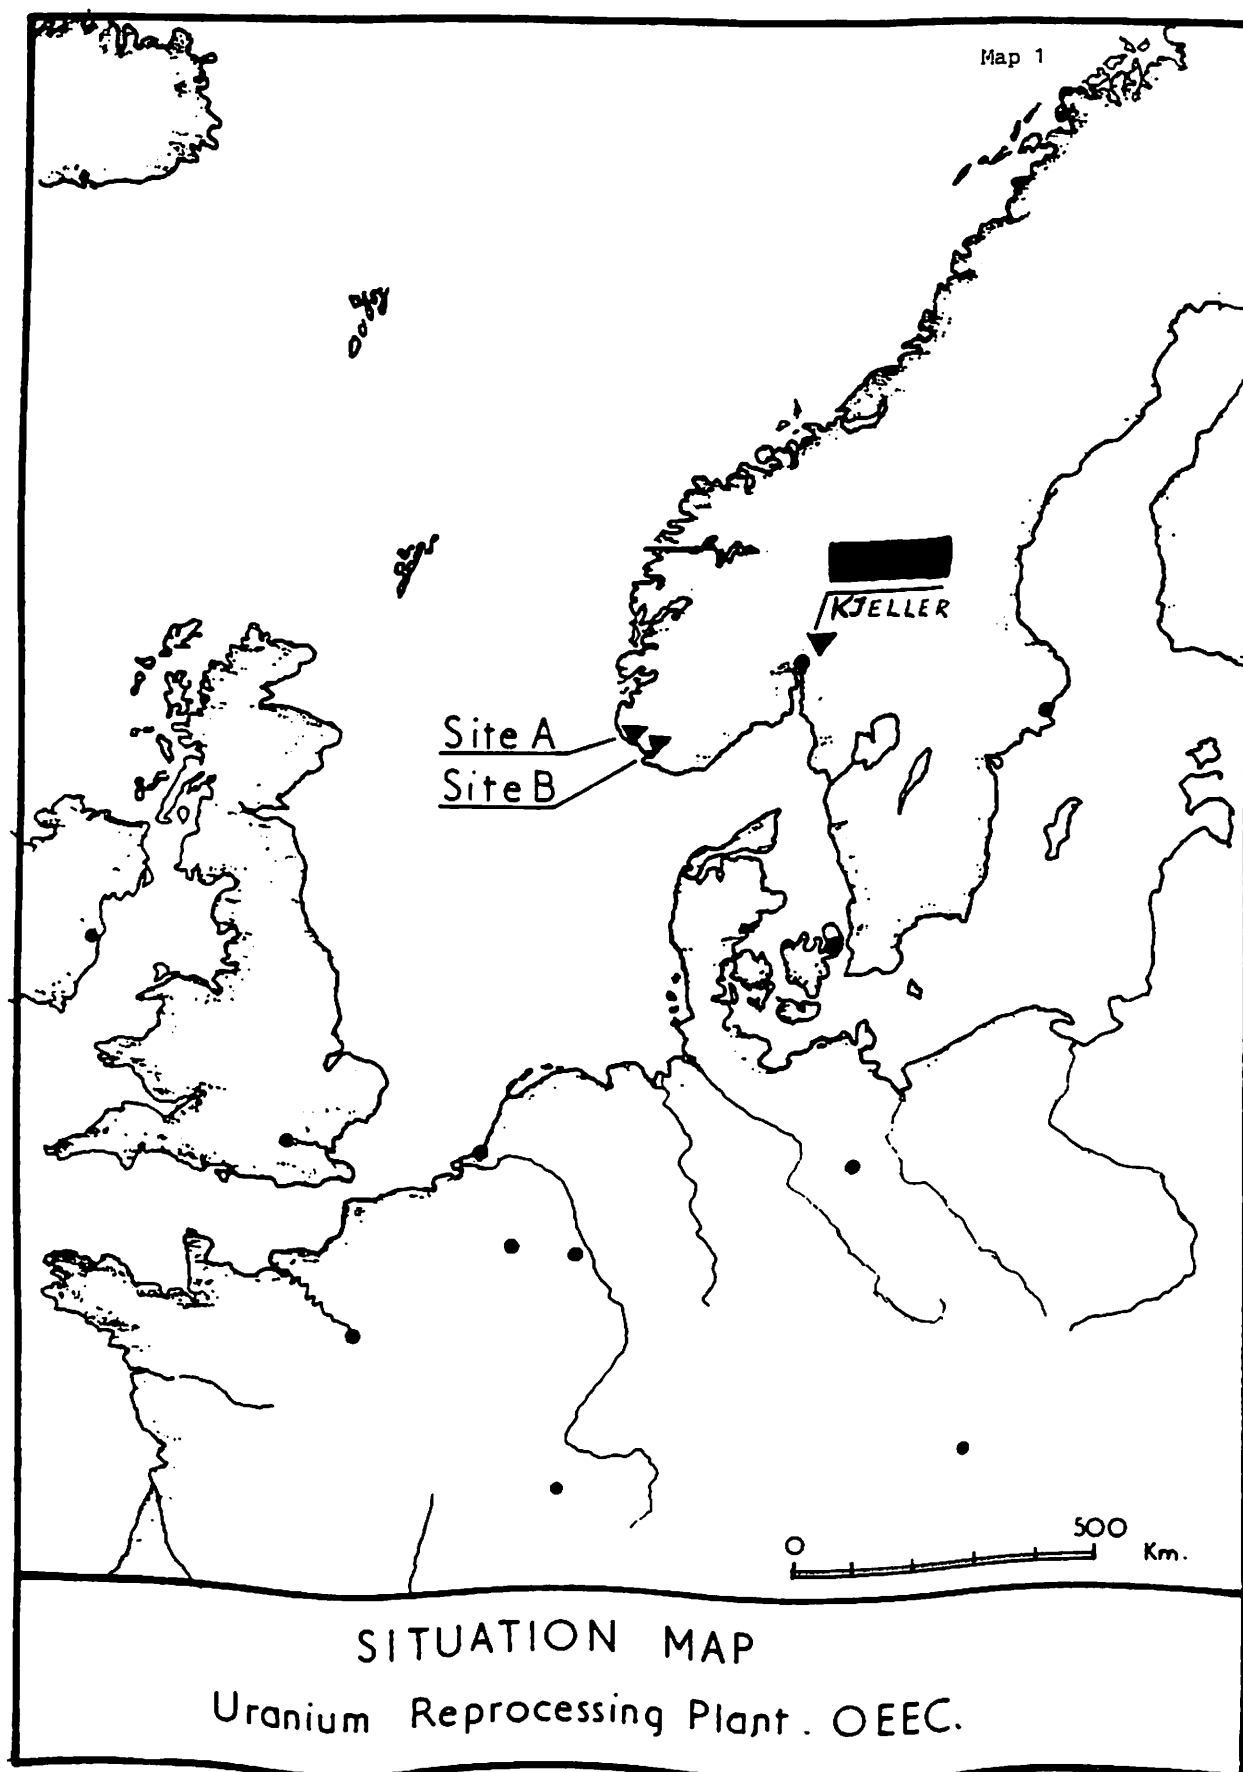 Map 1
KJELLER
Site A
Site B
0 500 Km.
SITUATION MAP
Uranium Reprocessing Plant. OEEC.